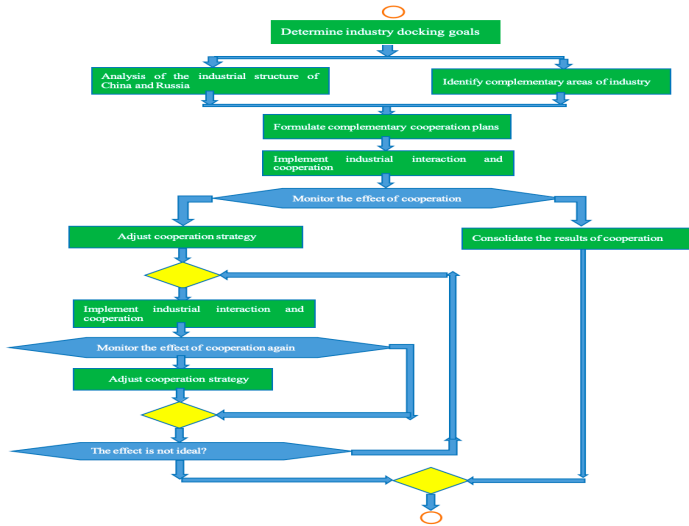 Determine industry docking goals
Analysis of the industrial structure of
China and Russia
Identify complementary areas of industry
Formulate complementary cooperation plans
Implement industrial interaction and
cooperation
Monitor the effect of cooperation
Adjust cooperation strategy
Consolidate the results of cooperation
Implement industrial interaction and
cooperation
Monitor the effect of cooperation again
Adjust cooperation strategy
The effect is not ideal?